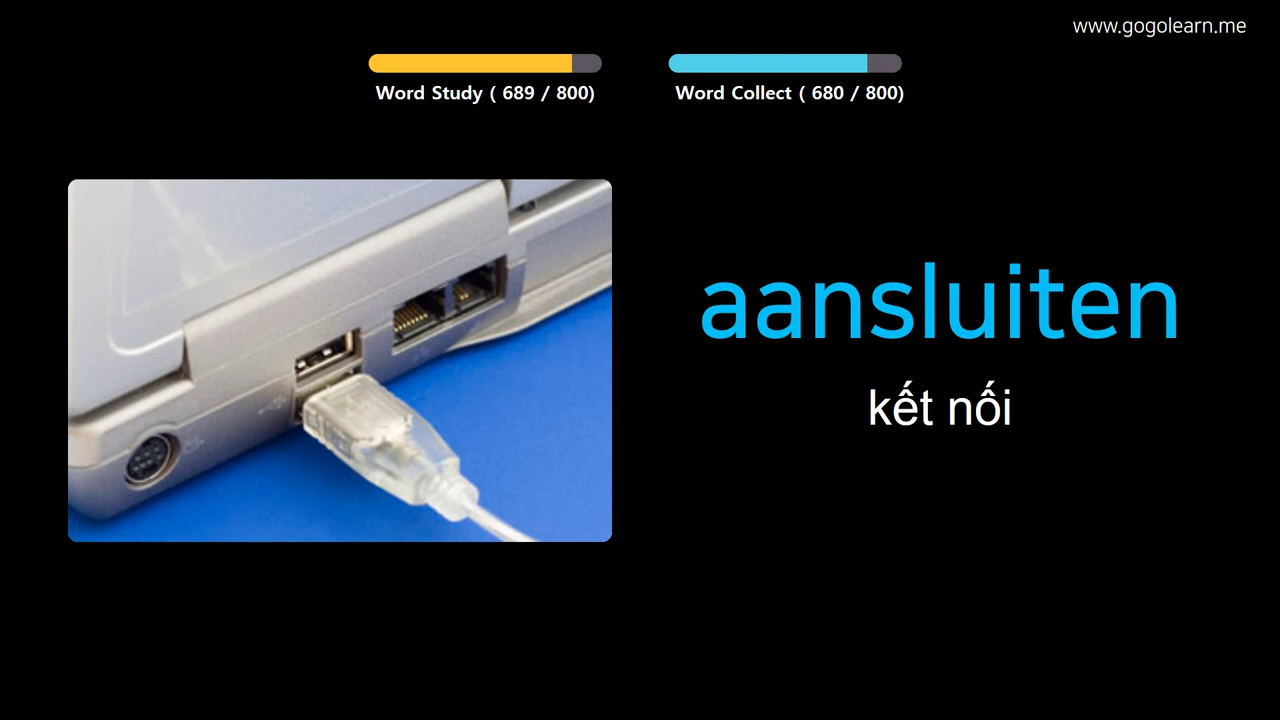 www.gogolearn.me
Word Study ( 689 / 800)
Word Collect ( 680 / 800)
aansluiten
kết nối